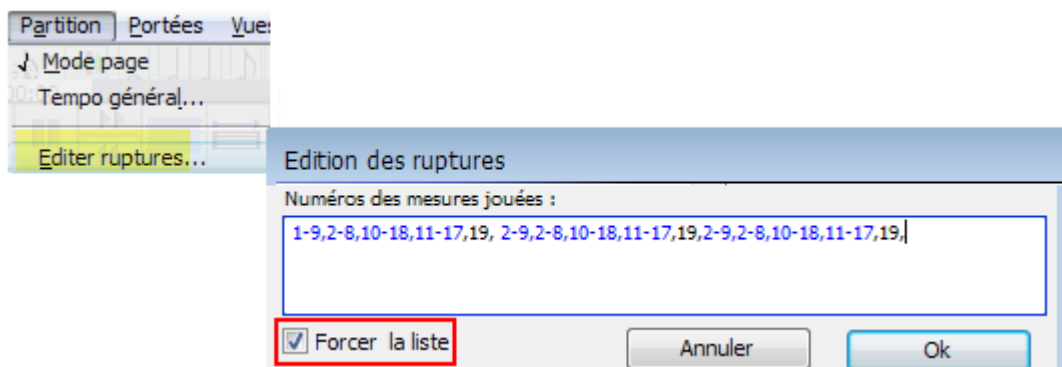 Partition Portées Vues
Mode page
Tempo général...
Editer ruptures...
Edition des ruptures
Numéros des mesures jouées :
1-9,2-8,10-18,11-17,19, 2-9,2-8,10-18,11-17,19,2-9,2-8,10-18,11-17,19,
Forcer la liste
Annuler Ok